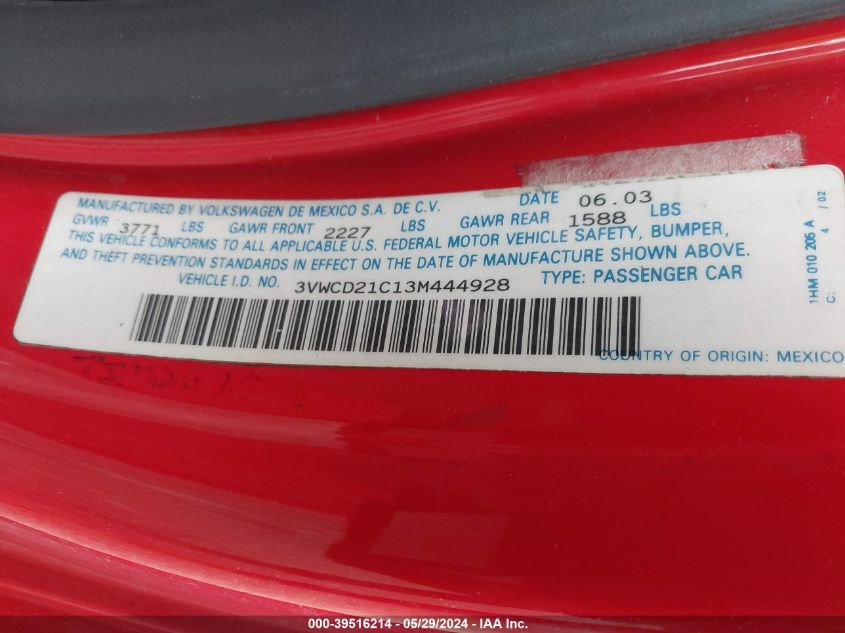 MANUFACTURED BY VOLKSWAGEN DE MEXICO S.A. DE C.V. DATE 06.03
GVWR 3771 LBS GAWR FRONT 2227 LBS GAWR REAR 1588 LBS
THIS VEHICLE CONFORMS TO ALL APPLICABLE U.S. FEDERAL MOTOR VEHICLE SAFETY, BUMPER,
AND THEFT PREVENTION STANDARDS IN EFFECT ON THE DATE OF MANUFACTURE SHOWN ABOVE.
VEHICLE I.D. NO. 3VWCD21C13M444928 TYPE: PASSENGER CAR
COUNTRY OF ORIGIN: MEXICO
1HM 010 205 A
C: 4 / 02
000-39516214 - 05/29/2024 - IAA Inc.